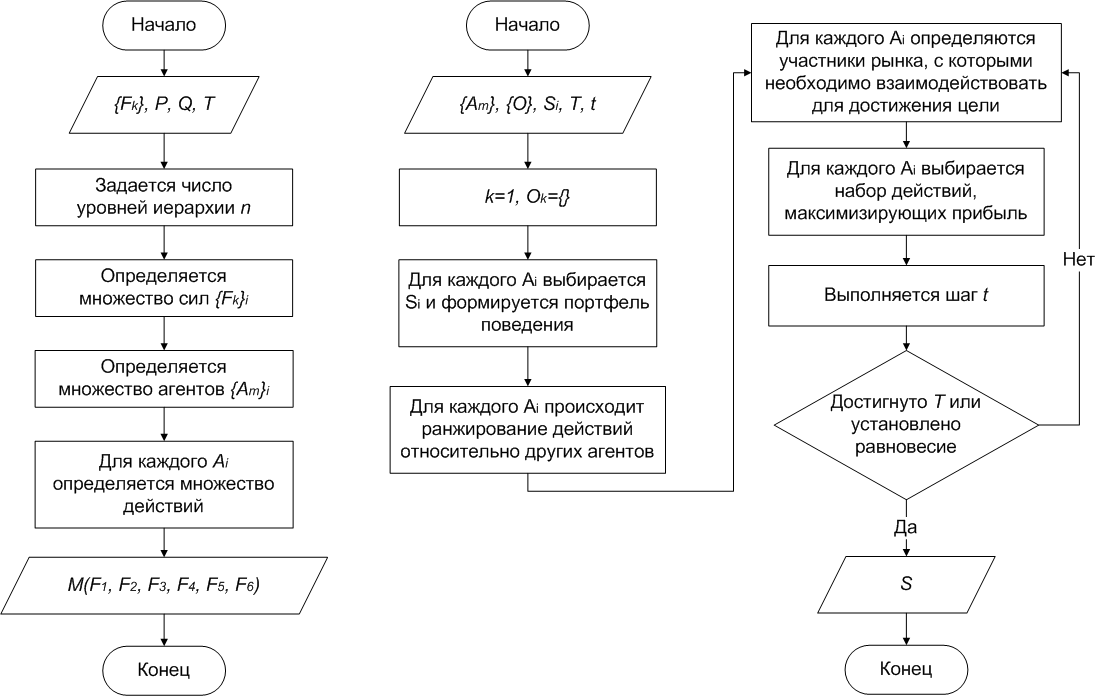 Начало
{Fk}, P, Q, T
Задается число
уровней иерархии n
Определяется
множество сил {Fk}i
Определяется
множество агентов {Am}i
Для каждого Ai
определяется множество
действий
M(F1, F2, F3, F4, F5, F6)
Конец
Начало
{Am}, {O}, Si, T, t
k=1, Ok={}
Для каждого Ai выбирается
Si и формируется портфель
поведения
Для каждого Ai происходит
ранжирование действий
относительно других агентов
Для каждого Ai определяются
участники рынка, с которыми
необходимо взаимодействовать
для достижения цели
Для каждого Ai выбирается
набор действий,
максимизирующих прибыль
Нет
Выполняется шаг t
Достигнуто T или
установлено
равновесие
Да
S
Конец